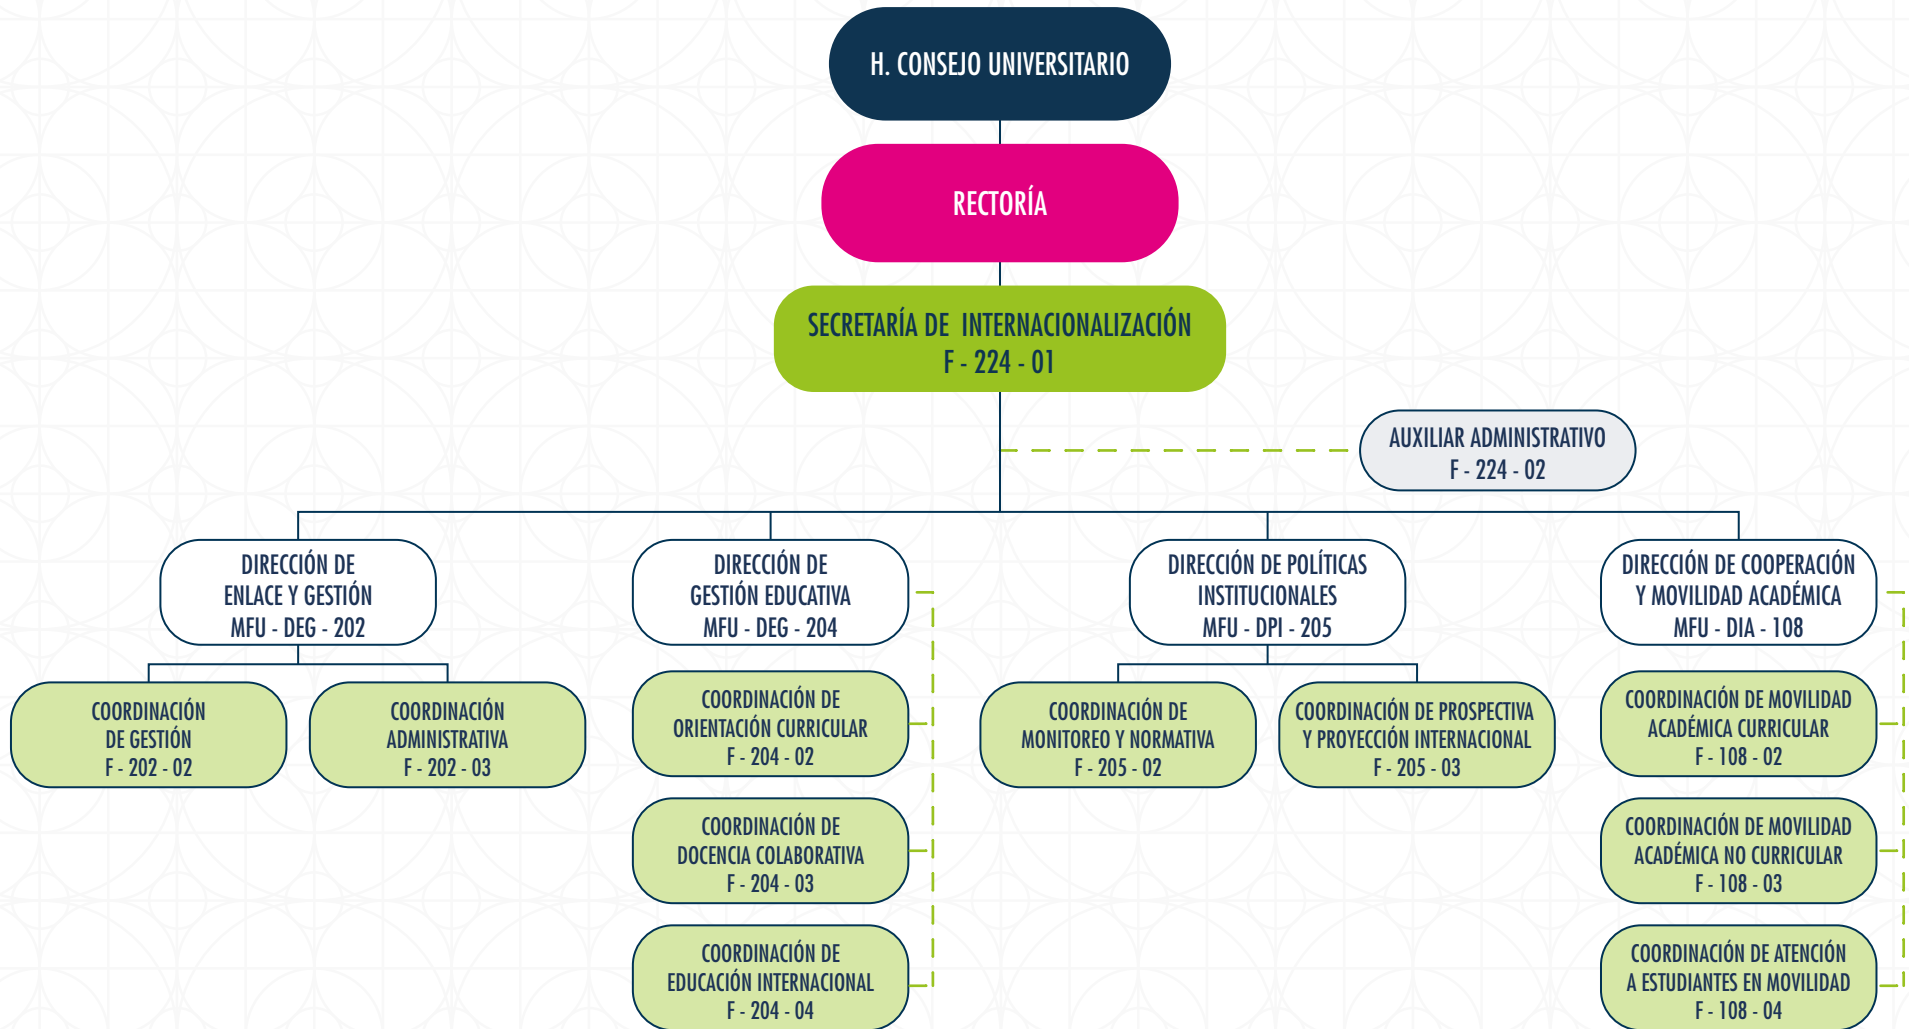 H. CONSEJO UNIVERSITARIO
RECTORÍA
SECRETARÍA DE INTERNACIONALIZACIÓN
F - 224 - 01
AUXILIAR ADMINISTRATIVO
F - 224 - 02
DIRECCIÓN DE
ENLACE Y GESTIÓN
MFU - DEG - 202
DIRECCIÓN DE
GESTIÓN EDUCATIVA
MFU - DEG - 204
DIRECCIÓN DE POLÍTICAS
INSTITUCIONALES
MFU - DPI - 205
DIRECCIÓN DE COOPERACIÓN
Y MOVILIDAD ACADÉMICA
MFU - DIA - 108
COORDINACIÓN
DE GESTIÓN
F - 202 - 02
COORDINACIÓN
ADMINISTRATIVA
F - 202 - 03
COORDINACIÓN DE
ORIENTACIÓN CURRICULAR
F - 204 - 02
COORDINACIÓN DE
MONITOREO Y NORMATIVA
F - 205 - 02
COORDINACIÓN DE PROSPECTIVA
Y PROYECCIÓN INTERNACIONAL
F - 205 - 03
COORDINACIÓN DE MOVILIDAD
ACADÉMICA CURRICULAR
F - 108 - 02
COORDINACIÓN DE
DOCENCIA COLABORATIVA
F - 204 - 03
COORDINACIÓN DE MOVILIDAD
ACADÉMICA NO CURRICULAR
F - 108 - 03
COORDINACIÓN DE
EDUCACIÓN INTERNACIONAL
F - 204 - 04
COORDINACIÓN DE ATENCIÓN
A ESTUDIANTES EN MOVILIDAD
F - 108 - 04